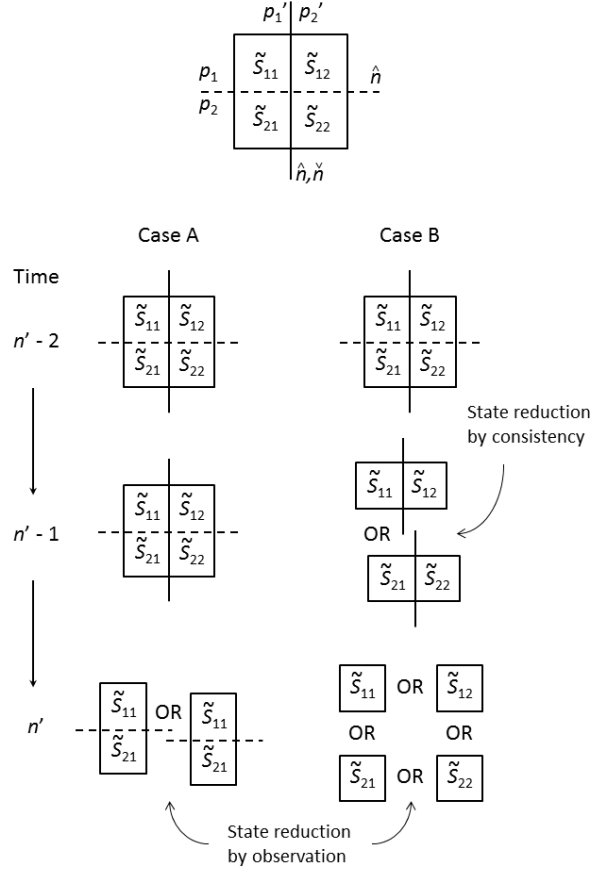 p₁′ p₂′
p₁ S̃₁₁ S̃₁₂ n̂
p₂ S̃₂₁ S̃₂₂
n̂,ň
Case A Case B
Time
n′ - 2 S̃₁₁ S̃₁₂ S̃₁₁ S̃₁₂
S̃₂₁ S̃₂₂ S̃₂₁ S̃₂₂
State reduction
by consistency
n′ - 1 S̃₁₁ S̃₁₂ S̃₁₁ S̃₁₂
OR
S̃₂₁ S̃₂₂ S̃₂₁ S̃₂₂
n′ S̃₁₁ OR S̃₁₁ S̃₁₁ OR S̃₁₂
OR OR
S̃₂₁ S̃₂₁ S̃₂₁ OR S̃₂₂
State reduction
by observation